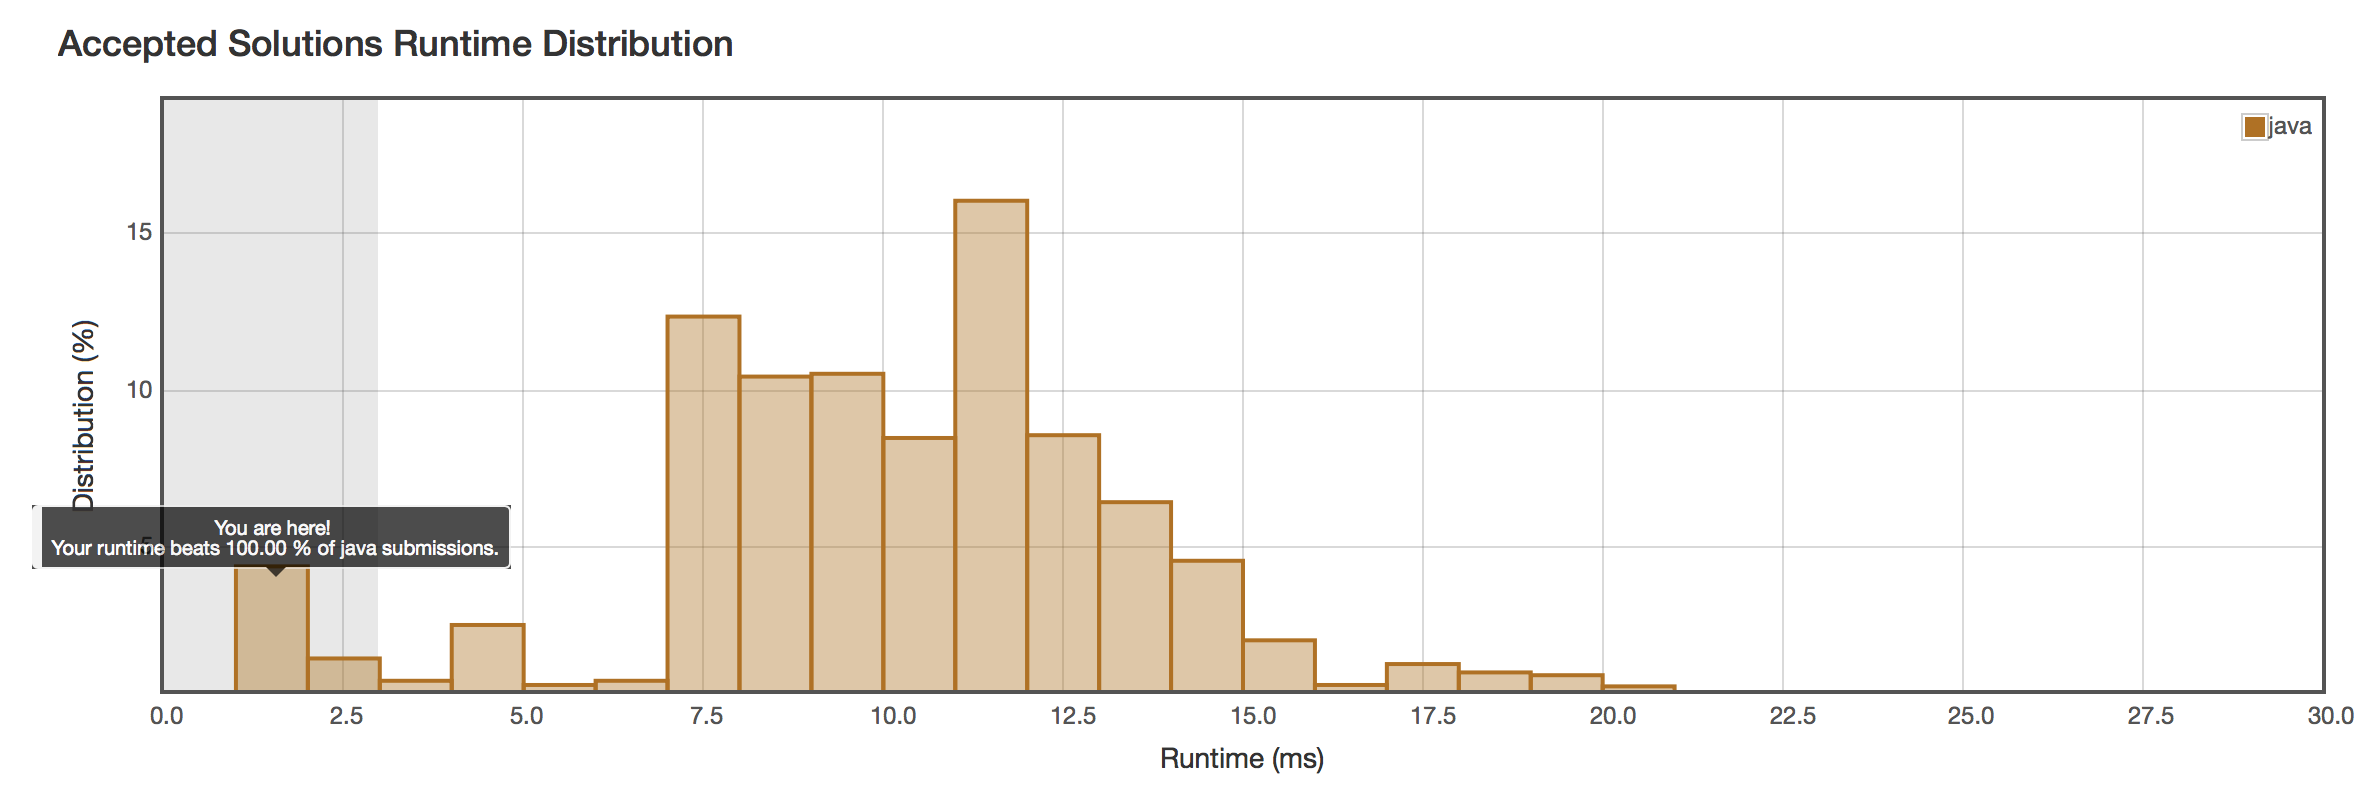 Accepted Solutions Runtime Distribution
java
15
10
5
Distribution (%)
You are here!
Your runtime beats 100.00 % of java submissions.
0.0 2.5 5.0 7.5 10.0 12.5 15.0 17.5 20.0 22.5 25.0 27.5 30.0
Runtime (ms)